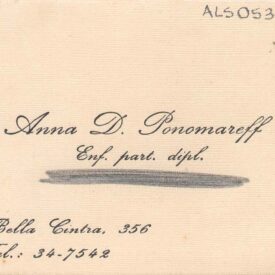 ALS053
Anna D. Ponomareff
Enf. part. dipl.
Bella Cintra, 356
Tel.: 34-7542